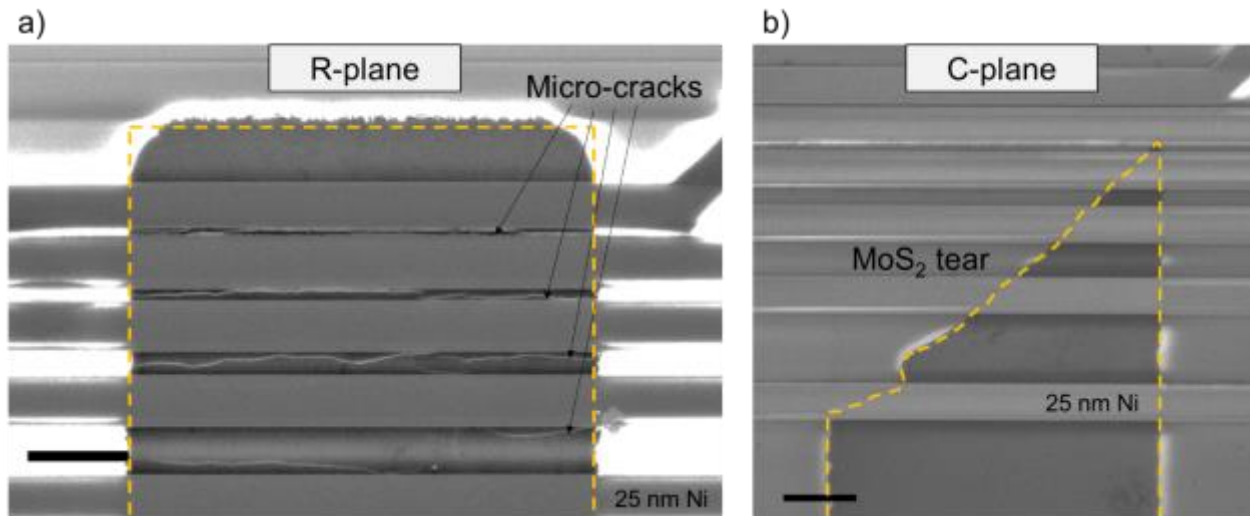 a)
R-plane
Micro-cracks
25 nm Ni
b)
C-plane
MoS₂ tear
25 nm Ni